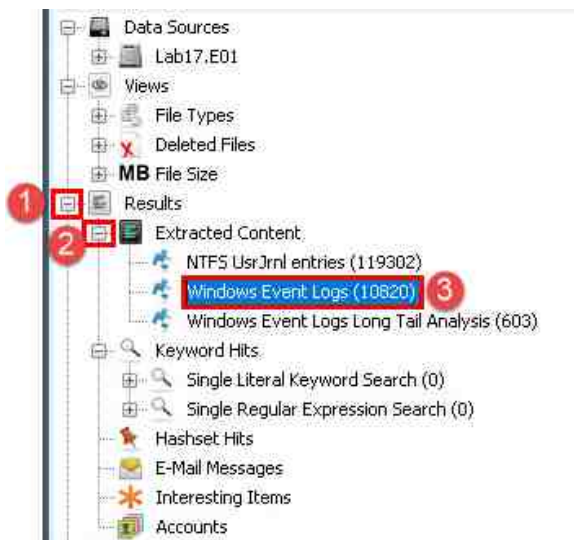 Data Sources
Lab17.E01
Views
File Types
Deleted Files
MB File Size
1 Results
2 Extracted Content
NTFS UsrJrnl entries (119302)
Windows Event Logs (10820) 3
Windows Event Logs Long Tail Analysis (603)
Keyword Hits
Single Literal Keyword Search (0)
Single Regular Expression Search (0)
Hashset Hits
E-Mail Messages
Interesting Items
Accounts